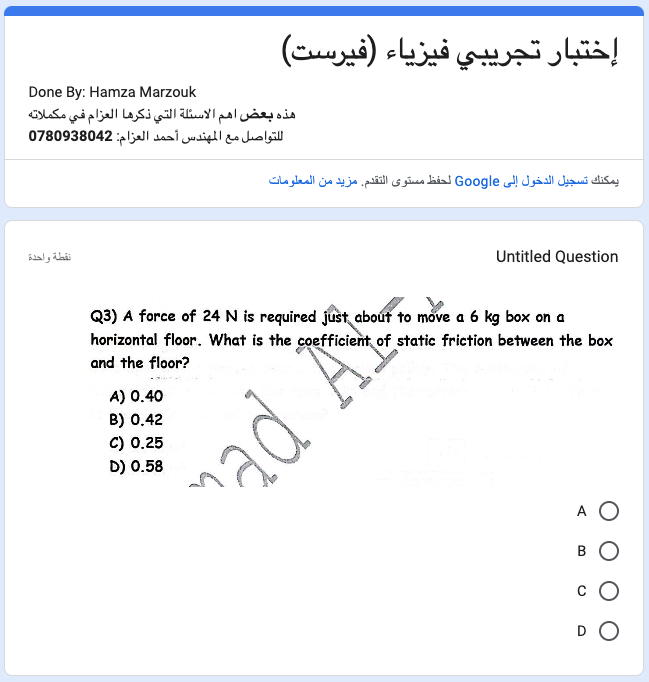 إختبار تجريبي فيزياء (فيرست)
Done By: Hamza Marzouk
هذه بعض اهم الاسئلة التي ذكرها العزام في مكملاته
للتواصل مع المهندس أحمد العزام: 0780938042
يمكنك تسجيل الدخول إلى Google لحفظ مستوى التقدم. مزيد من المعلومات
Untitled Question
نقطة واحدة
Q3) A force of 24 N is required just about to move a 6 kg box on a
horizontal floor. What is the coefficient of static friction between the box
and the floor?
A) 0.40
B) 0.42
C) 0.25
D) 0.58
A
B
C
D